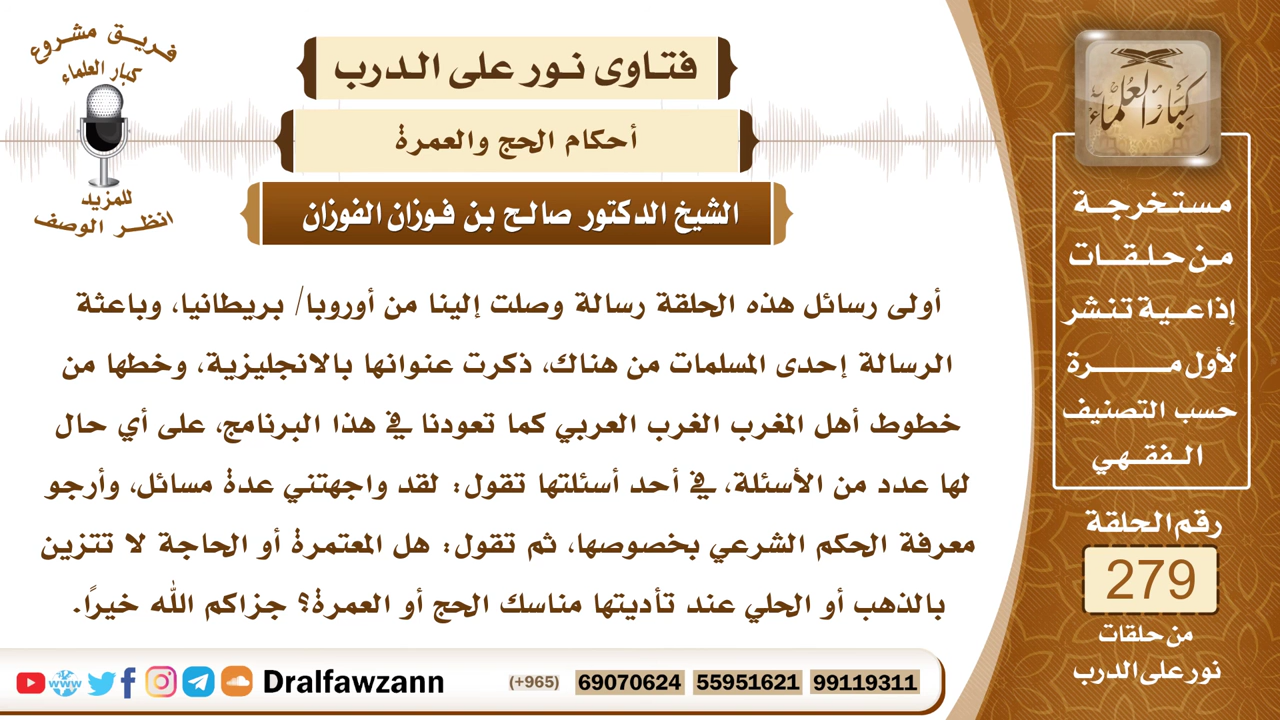 فريق مشروع
كبار العلماء
للمزيد
انظر الوصف
فتاوى نور على الدرب
أحكام الحج والعمرة
الشيخ الدكتور صالح بن فوزان الفوزان
أولى رسائل هذه الحلقة رسالة وصلت إلينا من أوروبا/ بريطانيا، وباعثة
الرسالة إحدى المسلمات من هناك، ذكرت عنوانها بالانجليزية، وخطها من
خطوط أهل المغرب الغرب العربي كما تعودنا في هذا البرنامج، على أي حال
لها عدد من الأسئلة، في أحد أسئلتها تقول: لقد واجهتني عدة مسائل، وأرجو
معرفة الحكم الشرعي بخصوصها، ثم تقول: هل المعتمرة أو الحاجة لا تتزين
بالذهب أو الحلي عند تأديتها مناسك الحج أو العمرة؟ جزاكم الله خيرًا.
كبار العلماء
مستخرجة
من حلقات
إذاعية تنشر
لأول مرة
حسب التصنيف
الفقهي
رقم الحلقة
279
من حلقات
نور على الدرب
www
Dralfawzann
(+965) 69070624 55951621 99119311